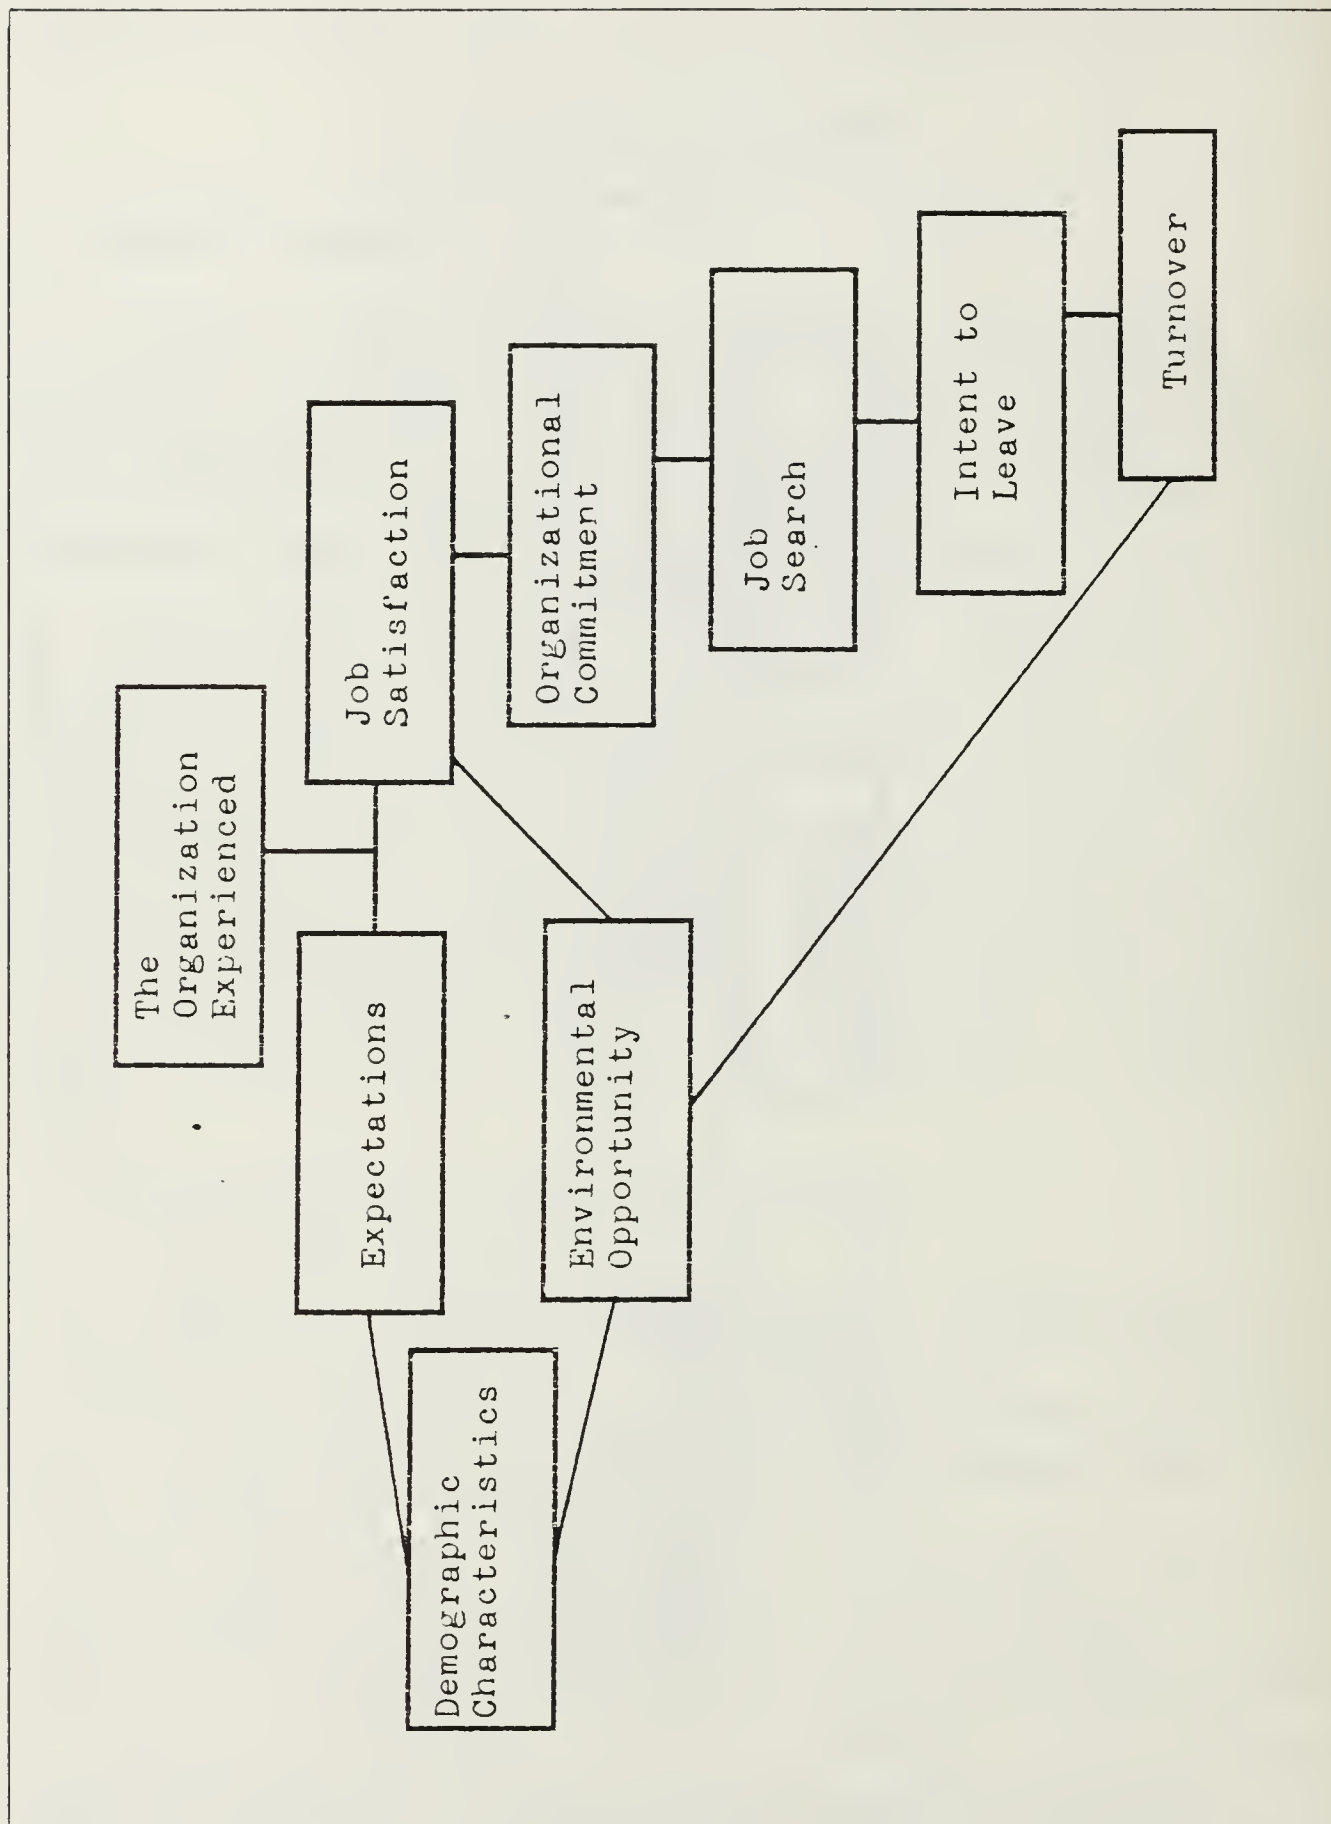 The
Organization
Experienced
Expectations
Job
Satisfaction
Demographic
Characteristics
Environmental
Opportunity
Organizational
Commitment
Job
Search
Intent to
Leave
Turnover